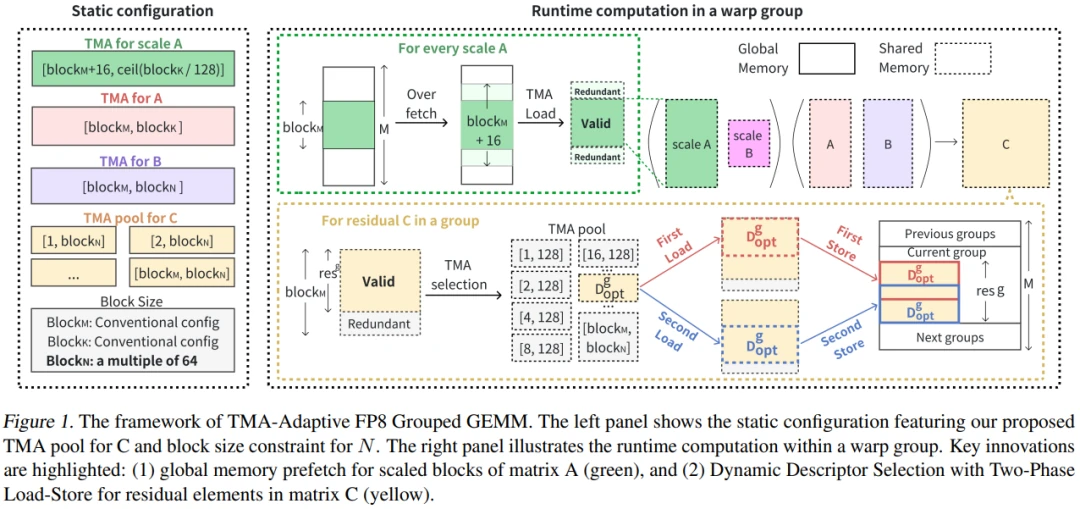 Static configuration
TMA for scale A
[blockM+16, ceil(blockK / 128)]
TMA for A
[blockM, blockK ]
TMA for B
[blockM, blockN ]
TMA pool for C
[1, blockN]
[2, blockN]
...
[blockM, blockN]
Block Size
BlockM: Conventional config
BlockK: Conventional config
BlockN: a multiple of 64
Runtime computation in a warp group
For every scale A
blockM
M
Over
fetch
blockM
+ 16
TMA
Load
Redundant
Valid
Redundant
Global
Memory
Shared
Memory
scale A
scale
B
A
B
C
For residual C in a group
blockM
res g
Valid
Redundant
TMA
selection
TMA pool
[1, 128]
[16, 128]
...
[2, 128]
D g opt
...
[4, 128]
[blockM,
blockN]
[8, 128]
First
Load
Second
Load
D g opt
D g opt
First
Store
Second
Store
Previous groups
Current group
D g opt
D g opt
res g
M
Next groups
Figure 1. The framework of TMA-Adaptive FP8 Grouped GEMM. The left panel shows the static configuration featuring our proposed
TMA pool for C and block size constraint for N. The right panel illustrates the runtime computation within a warp group. Key innovations
are highlighted: (1) global memory prefetch for scaled blocks of matrix A (green), and (2) Dynamic Descriptor Selection with Two-Phase
Load-Store for residual elements in matrix C (yellow).